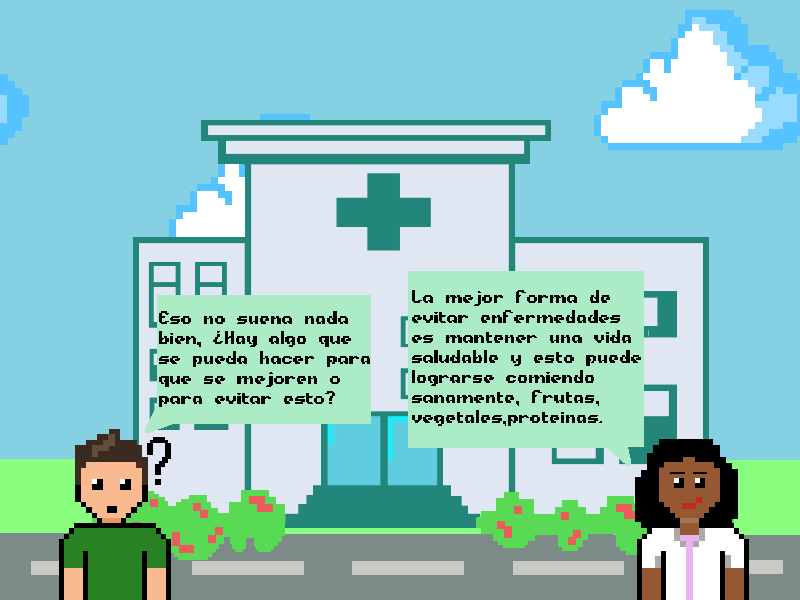 Eso no suena nada
bien, ¿Hay algo que
se pueda hacer para
que se mejoren o
para evitar esto?
La mejor forma de
evitar enfermedades
es mantener una vida
saludable y esto puede
lograrse comiendo
sanamente, frutas,
vegetales,proteinas.
?